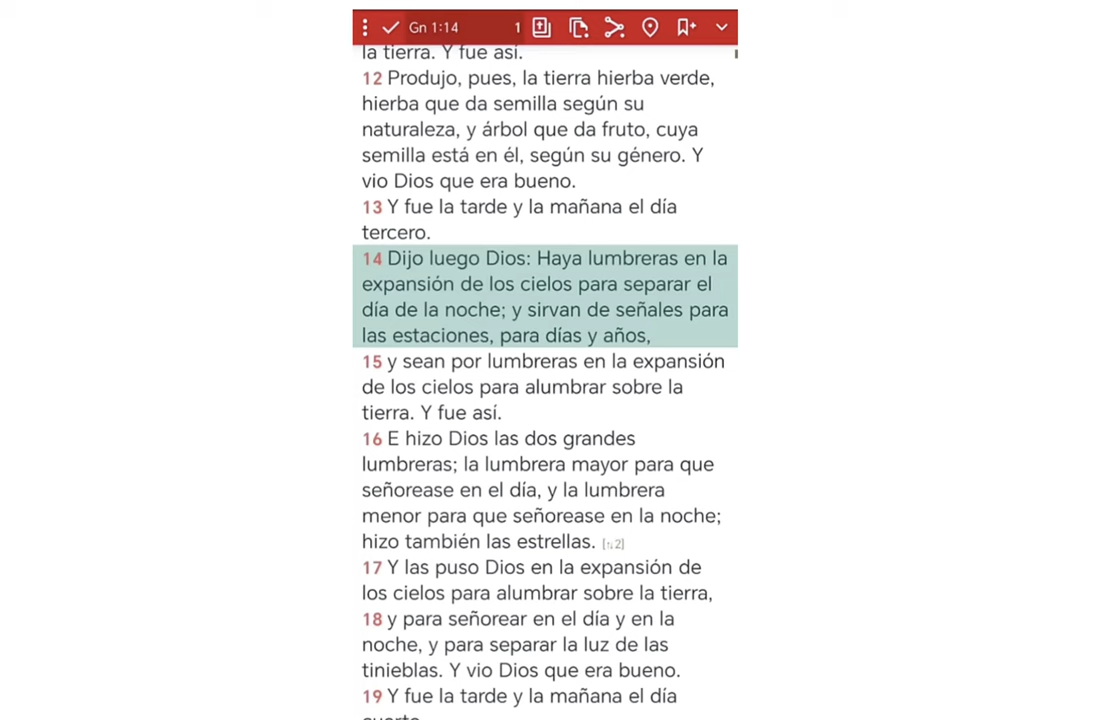 Gn 1:14 1
la tierra. Y fue así.
12 Produjo, pues, la tierra hierba verde,
hierba que da semilla según su
naturaleza, y árbol que da fruto, cuya
semilla está en él, según su género. Y
vio Dios que era bueno.
13 Y fue la tarde y la mañana el día
tercero.
14 Dijo luego Dios: Haya lumbreras en la
expansión de los cielos para separar el
día de la noche; y sirvan de señales para
las estaciones, para días y años,
15 y sean por lumbreras en la expansión
de los cielos para alumbrar sobre la
tierra. Y fue así.
16 E hizo Dios las dos grandes
lumbreras; la lumbrera mayor para que
señorease en el día, y la lumbrera
menor para que señorease en la noche;
hizo también las estrellas. [↑↓2]
17 Y las puso Dios en la expansión de
los cielos para alumbrar sobre la tierra,
18 y para señorear en el día y en la
noche, y para separar la luz de las
tinieblas. Y vio Dios que era bueno.
19 Y fue la tarde y la mañana el día